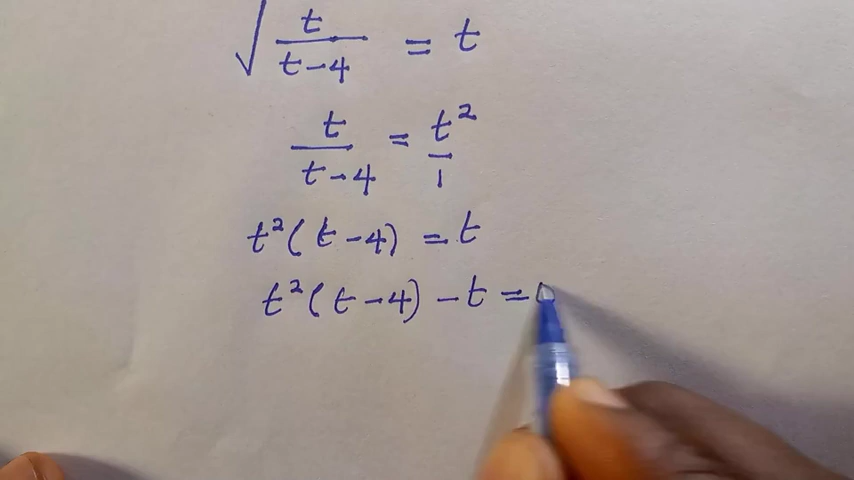 √t/(t-4) = t
t/(t-4) = t²/1
t²(t-4) = t
t²(t-4) - t = 0